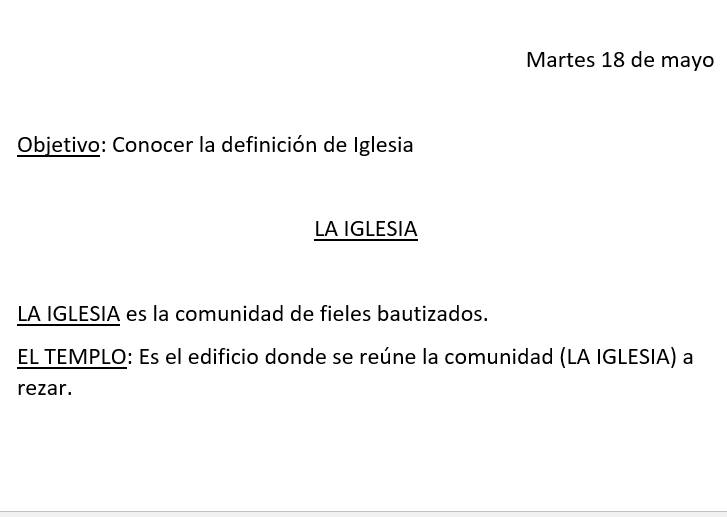 Martes 18 de mayo
Objetivo: Conocer la definición de Iglesia
LA IGLESIA
LA IGLESIA es la comunidad de fieles bautizados.
EL TEMPLO: Es el edificio donde se reúne la comunidad (LA IGLESIA) a
rezar.